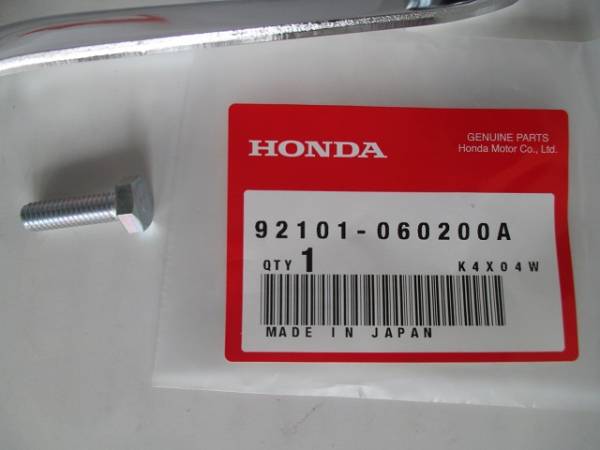 GENUINE PARTS
HONDA
Honda Motor Co., Ltd.
92101-060200A
QTY 1
K4X04W
MADE IN JAPAN